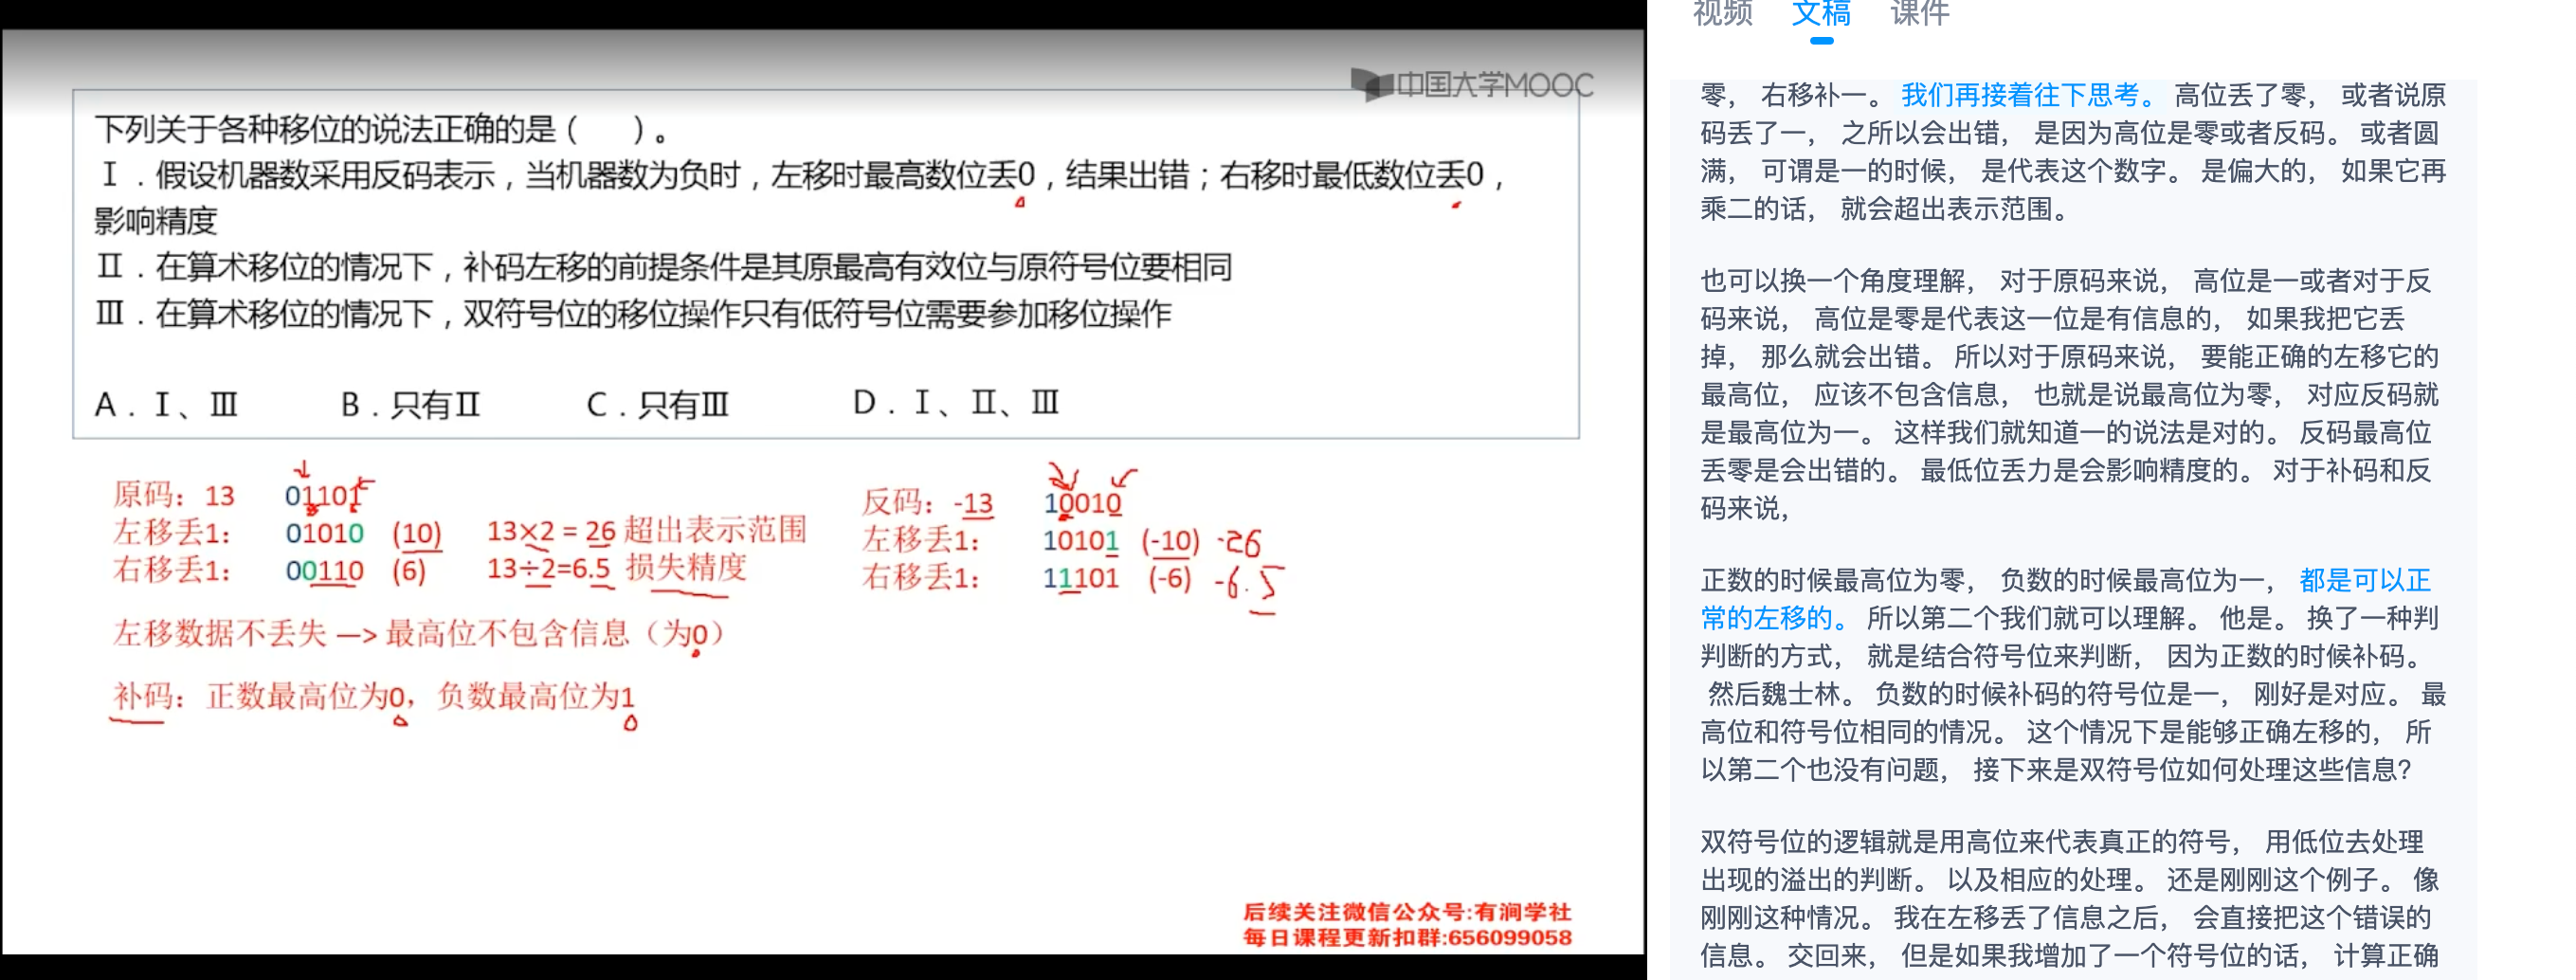 中国大学MOOC
下列关于各种移位的说法正确的是（　　）。
Ⅰ．假设机器数采用反码表示，当机器数为负时，左移时最高数位丢0，结果出错；右移时最低数位丢0，
影响精度
Ⅱ．在算术移位的情况下，补码左移的前提条件是其原最高有效位与原符号位要相同
Ⅲ．在算术移位的情况下，双符号位的移位操作只有低符号位需要参加移位操作
A．Ⅰ、Ⅲ　B．只有Ⅱ　C．只有Ⅲ　D．Ⅰ、Ⅱ、Ⅲ
原码：13　01101
左移丢1：　01010　(10)　13×2 = 26 超出表示范围
右移丢1：　00110　(6)　13÷2=6.5 损失精度
反码：-13　10010
左移丢1：　10101　(-10)　-26
右移丢1：　11101　(-6)　-6.5
左移数据不丢失 —> 最高位不包含信息（为0）
补码：正数最高位为0，负数最高位为1
后续关注微信公众号:有润学社
每日课程更新扣群:656099058
视频　文稿　课件
零， 右移补一。 我们再接着往下思考。 高位丢了零， 或者说原
码丢了一， 之所以会出错， 是因为高位是零或者反码。 或者圆
满， 可谓是一的时候， 是代表这个数字。 是偏大的， 如果它再
乘二的话， 就会超出表示范围。
也可以换一个角度理解， 对于原码来说， 高位是一或者对于反
码来说， 高位是零是代表这一位是有信息的， 如果我把它丢
掉， 那么就会出错。 所以对于原码来说， 要能正确的左移它的
最高位， 应该不包含信息， 也就是说最高位为零， 对应反码就
是最高位为一。 这样我们就知道一的说法是对的。 反码最高位
丢零是会出错的。 最低位丢力是会影响精度的。 对于补码和反
码来说，
正数的时候最高位为零， 负数的时候最高位为一， 都是可以正
常的左移的。 所以第二个我们就可以理解。 他是。 换了一种判
判断的方式， 就是结合符号位来判断， 因为正数的时候补码。
然后魏士林。 负数的时候补码的符号位是一， 刚好是对应。 最
高位和符号位相同的情况。 这个情况下是能够正确左移的， 所
以第二个也没有问题， 接下来是双符号位如何处理这些信息？
双符号位的逻辑就是用高位来代表真正的符号， 用低位去处理
出现的溢出的判断。 以及相应的处理。 还是刚刚这个例子。 像
刚刚这种情况。 我在左移丢了信息之后， 会直接把这个错误的
信息。 交回来， 但是如果我增加了一个符号位的话， 计算正确